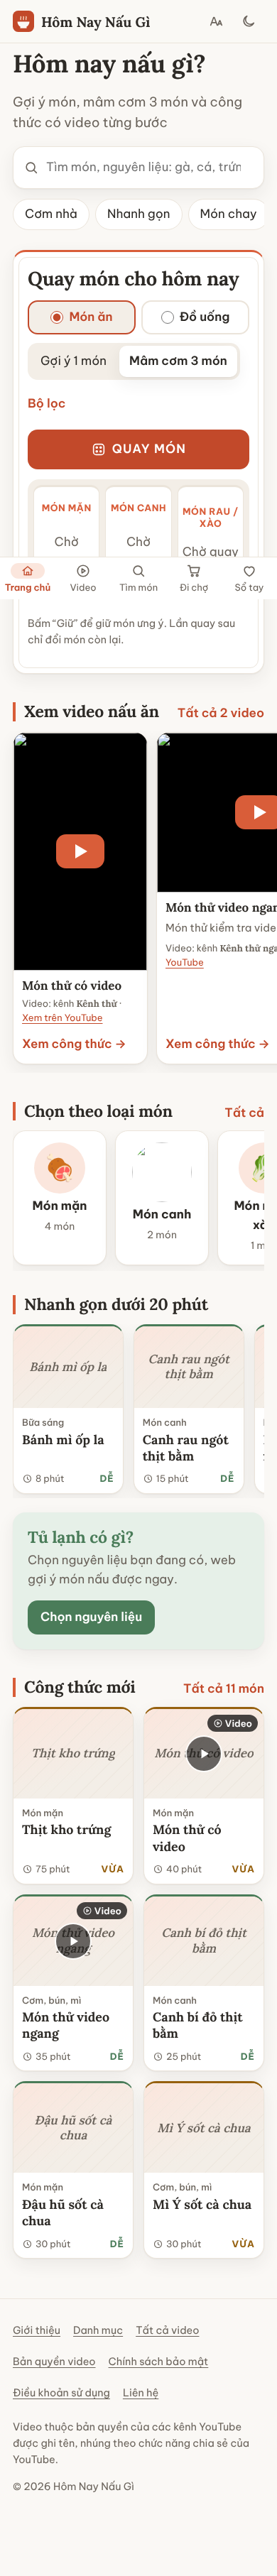 Hôm Nay Nấu Gì
Hôm nay nấu gì?
Gợi ý món, mâm cơm 3 món và công
thức có video từng bước
Tìm món, nguyên liệu: gà, cá, trứn
Cơm nhà
Nhanh gọn
Món chay
Quay món cho hôm nay
Món ăn
Đồ uống
Gợi ý 1 món
Mâm cơm 3 món
Bộ lọc
QUAY MÓN
MÓN MẶN
MÓN CANH
MÓN RAU /
XÀO
Chờ
Chờ
Chờ quay
Trang chủ
Video
Tìm món
Đi chợ
Sổ tay
Bấm “Giữ” để giữ món ưng ý. Lần quay sau
chỉ đổi món còn lại.
Xem video nấu ăn
Tất cả 2 video
Món thử có video
Video: kênh Kênh thử ·
Xem trên YouTube
Xem công thức →
Món thử video ngan
Món thử kiểm tra vide
Video: kênh Kênh thử nga
YouTube
Xem công thức →
Chọn theo loại món
Tất cả
Món mặn
4 món
Món canh
2 món
Món r
xà
1 m
Nhanh gọn dưới 20 phút
Bánh mì ốp la
Bữa sáng
Bánh mì ốp la
8 phút
DỄ
Canh rau ngót
thịt bằm
Món canh
Canh rau ngót
thịt bằm
15 phút
DỄ
Tủ lạnh có gì?
Chọn nguyên liệu bạn đang có, web
gợi ý món nấu được ngay.
Chọn nguyên liệu
Công thức mới
Tất cả 11 món
Thịt kho trứng
Món mặn
Thịt kho trứng
75 phút
VỪA
Video
Món thử có video
Món mặn
Món thử có
video
40 phút
VỪA
Video
Món thử video
ngang
Cơm, bún, mì
Món thử video
ngang
35 phút
DỄ
Canh bí đỏ thịt
bằm
Món canh
Canh bí đỏ thịt
bằm
25 phút
DỄ
Đậu hũ sốt cà
chua
Món mặn
Đậu hũ sốt cà
chua
30 phút
DỄ
Mì Ý sốt cà chua
Cơm, bún, mì
Mì Ý sốt cà chua
30 phút
VỪA
Giới thiệu
Danh mục
Tất cả video
Bản quyền video
Chính sách bảo mật
Điều khoản sử dụng
Liên hệ
Video thuộc bản quyền của các kênh YouTube
được ghi tên, nhúng theo chức năng chia sẻ của
YouTube.
© 2026 Hôm Nay Nấu Gì